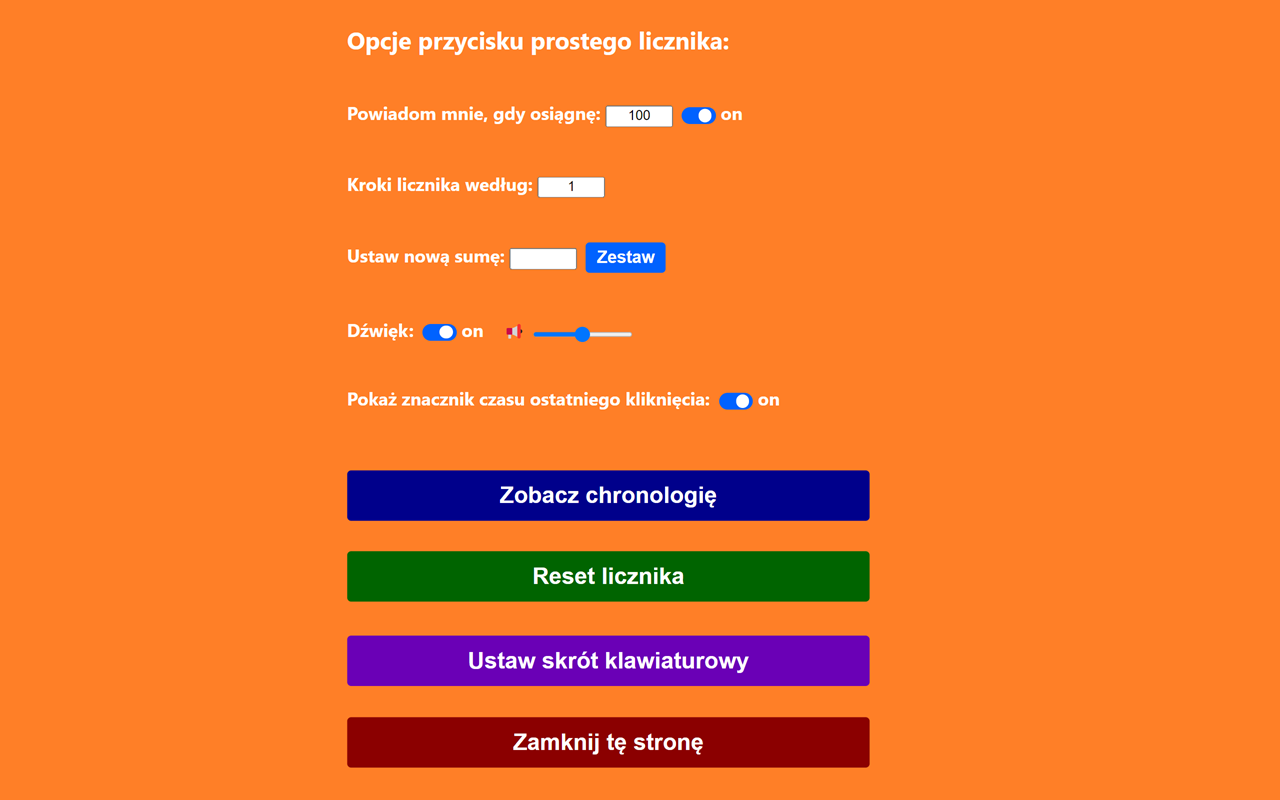 Opcje przycisku prostego licznika:
Powiadom mnie, gdy osiągnę: 100 on
Kroki licznika według: 1
Ustaw nową sumę: Zestaw
Dźwięk: on
Pokaż znacznik czasu ostatniego kliknięcia: on
Zobacz chronologię
Reset licznika
Ustaw skrót klawiaturowy
Zamknij tę stronę